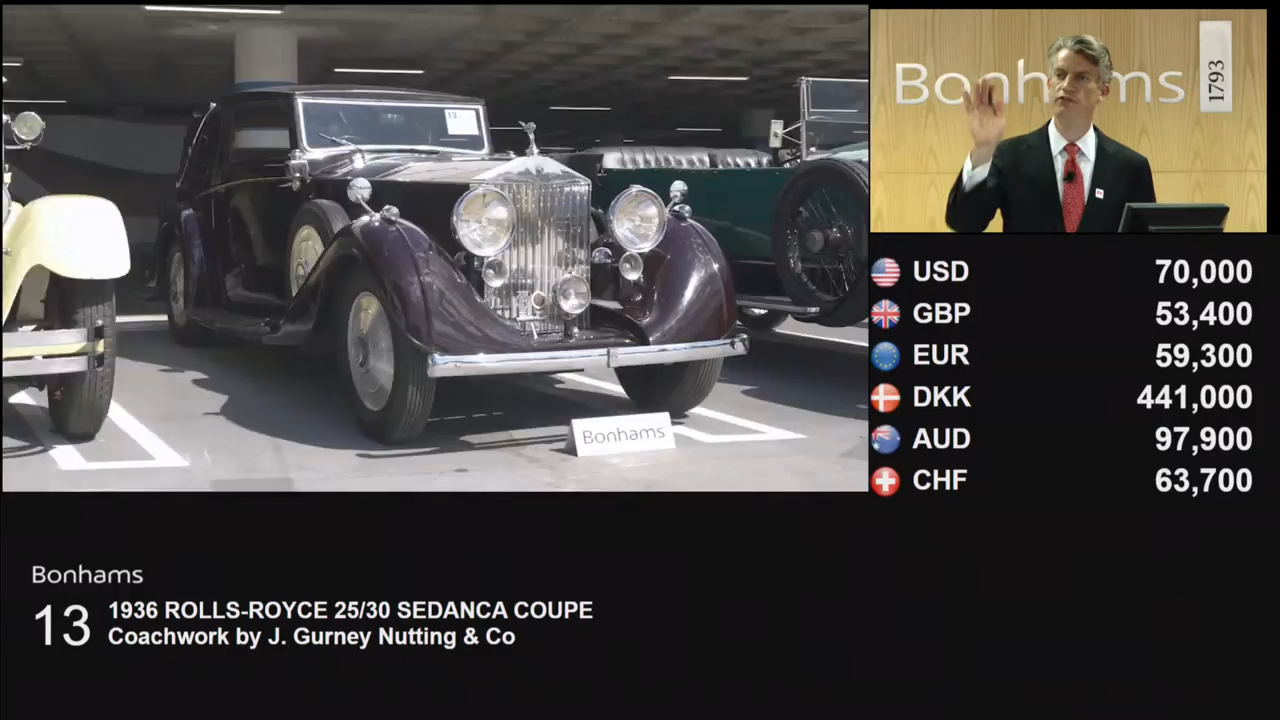 13
Bonhams
Bonhams
1793
USD 70,000
GBP 53,400
EUR 59,300
DKK 441,000
AUD 97,900
CHF 63,700
Bonhams
13
1936 ROLLS-ROYCE 25/30 SEDANCA COUPE
Coachwork by J. Gurney Nutting & Co